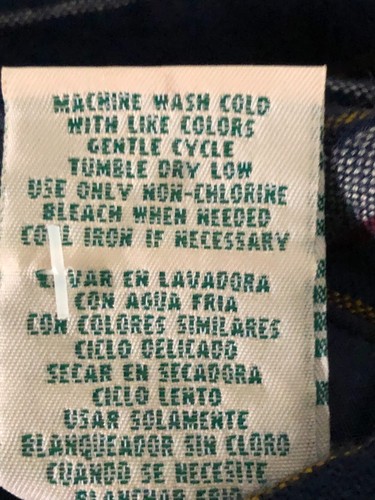 MACHINE WASH COLD
WITH LIKE COLORS
GENTLE CYCLE
TUMBLE DRY LOW
USE ONLY NON-CHLORINE
BLEACH WHEN NEEDED
COOL IRON IF NECESSARY
LAVAR EN LAVADORA
CON AGUA FRIA
CON COLORES SIMILARES
CICLO DELICADO
SECAR EN SECADORA
CICLO LENTO
USAR SOLAMENTE
BLANQUEADOR SIN CLORO
CUANDO SE NECESITE